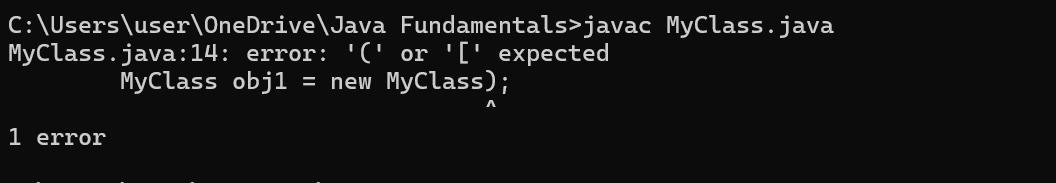 C:\Users\user\OneDrive\Java Fundamentals>javac MyClass.java
MyClass.java:14: error: '(' or '[' expected
        MyClass obj1 = new MyClass);
                                  ^
1 error